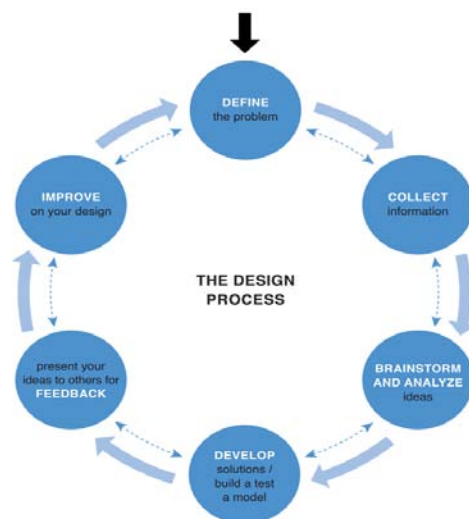 DEFINE
the problem
COLLECT
information
BRAINSTORM
AND ANALYZE
ideas
DEVELOP
solutions /
build a test
a model
present your
ideas to others for
FEEDBACK
IMPROVE
on your design
THE DESIGN
PROCESS